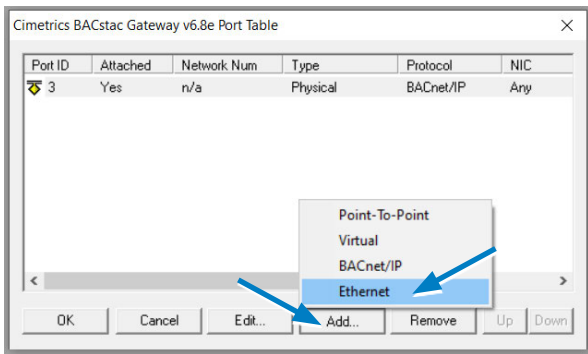 Cimetrics BACstac Gateway v6.8e Port Table
Port ID Attached Network Num Type Protocol NIC
3 Yes n/a Physical BACnet/IP Any
Point-To-Point
Virtual
BACnet/IP
Ethernet
OK Cancel Edit... Add... Remove Up Down